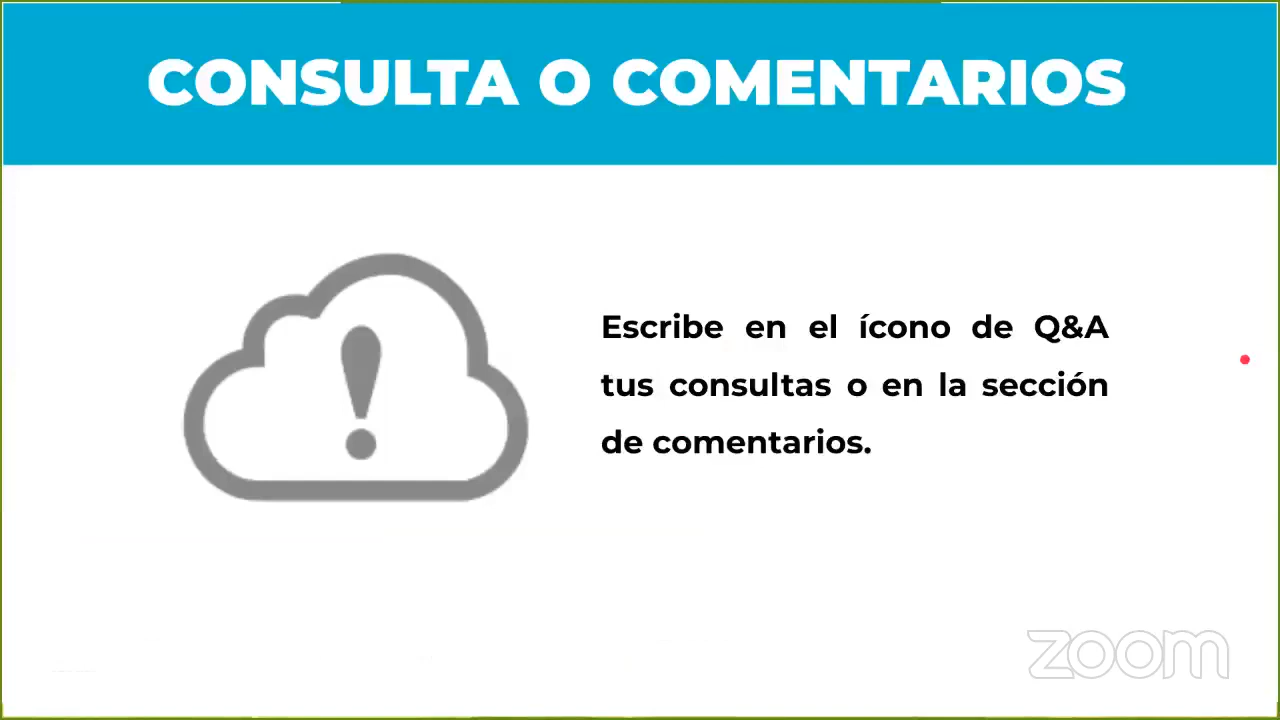 CONSULTA O COMENTARIOS
Escribe en el ícono de Q&A
tus consultas o en la sección
de comentarios.
zoom